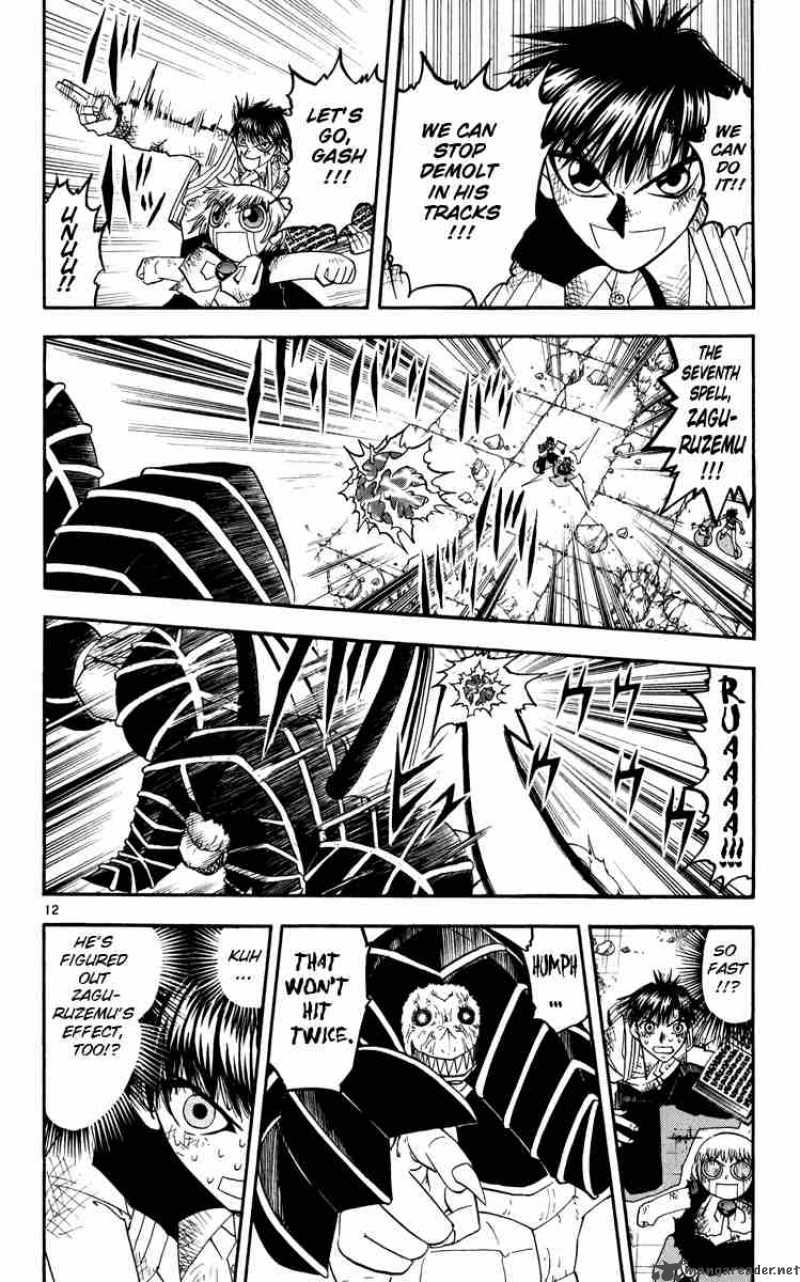 WE
CAN
DO
IT!!
WE CAN
STOP
DEMOLT
IN HIS
TRACKS
!!!
LET'S
GO,
GASH
!!!
UNUU!!
THE
SEVENTH
SPELL,
ZAGU-
RUZEMU
!!!
RUAAAAA!!!
12
SO
FAST
!!?
HUMPH
...
THAT
WON'T
HIT
TWICE.
KUH
...
HE'S
FIGURED
OUT
ZAGU-
RUZEMU'S
EFFECT,
TOO!?
mangareader.net